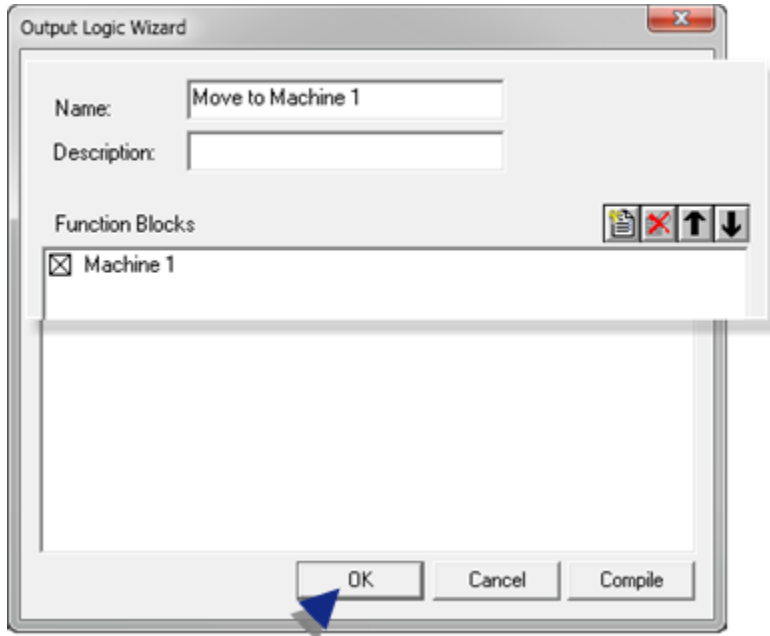 Output Logic Wizard
Name: Move to Machine 1
Description:
Function Blocks
Machine 1
OK Cancel Compile